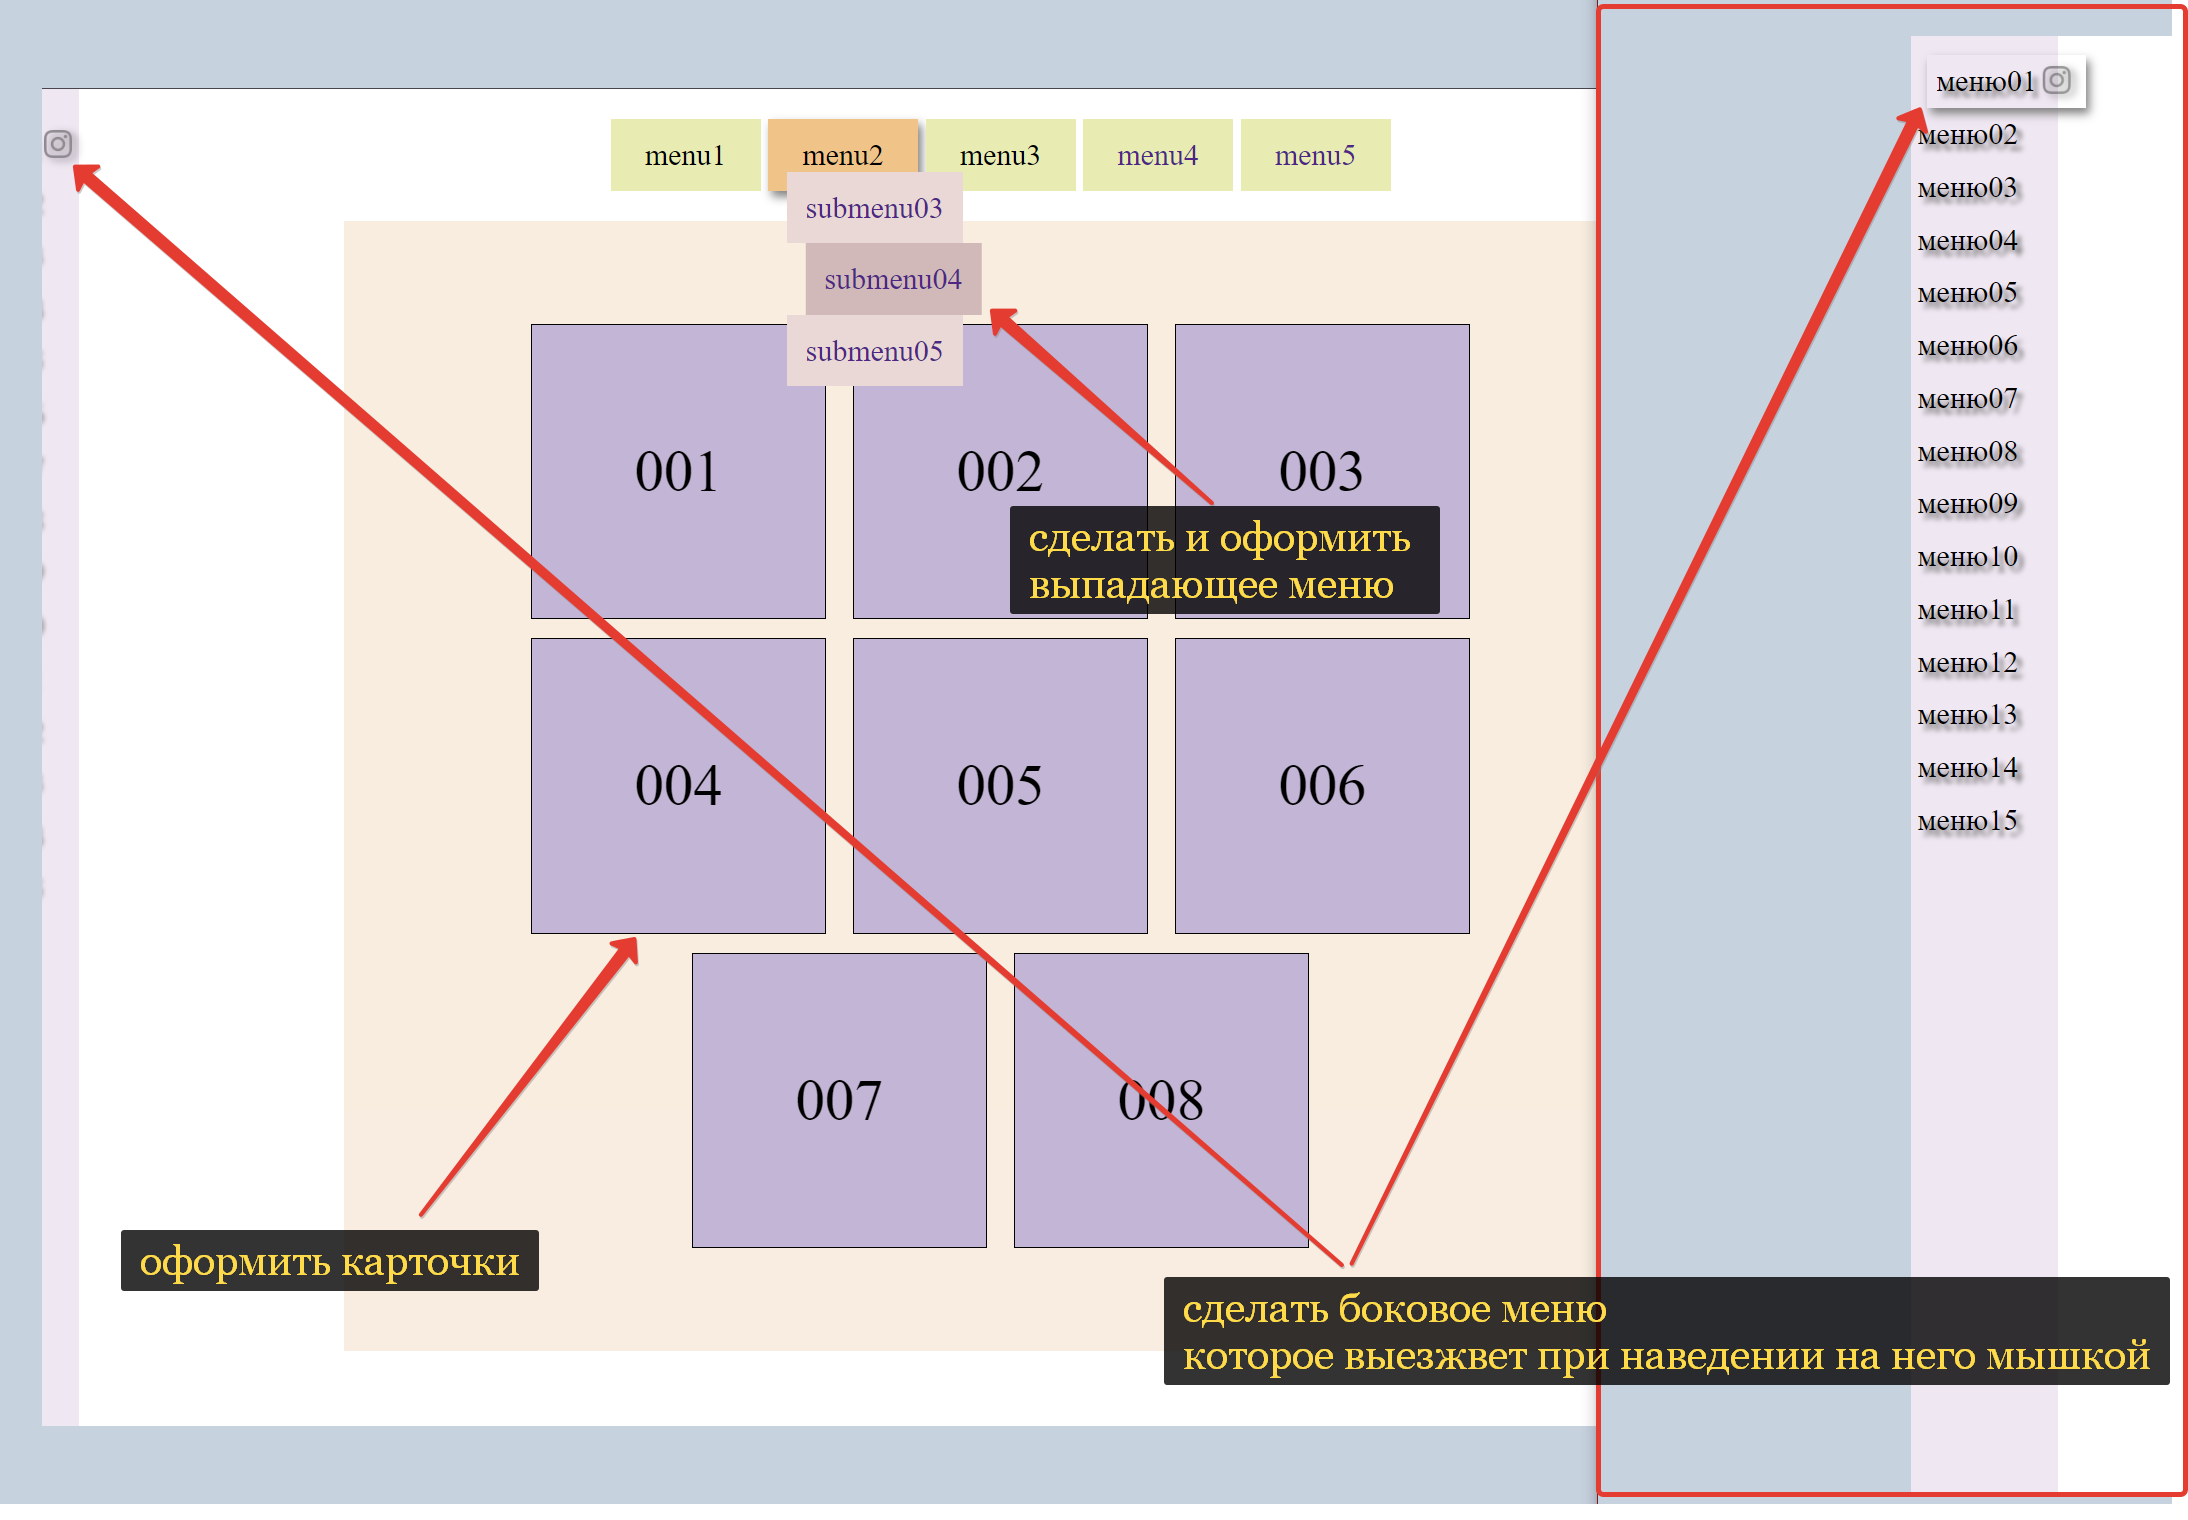 menu1 menu2 menu3 menu4 menu5
submenu03
submenu04
submenu05
001 002 003
сделать и оформить
выпадающее меню
004 005 006
007 008
оформить карточки
сделать боковое меню
которое выезжвет при наведении на него мышкой
меню01
меню02
меню03
меню04
меню05
меню06
меню07
меню08
меню09
меню10
меню11
меню12
меню13
меню14
меню15